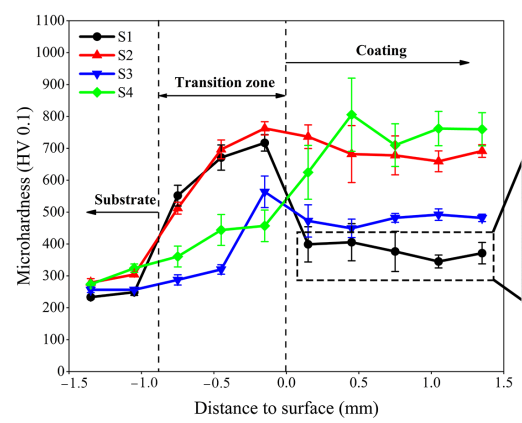 1100
1000
900
800
700
600
500
400
300
200
100
0
Microhardness (HV 0.1)
S1
S2
S3
S4
Transition zone
Coating
Substrate
−1.5 −1.0 −0.5 0.0 0.5 1.0 1.5
Distance to surface (mm)